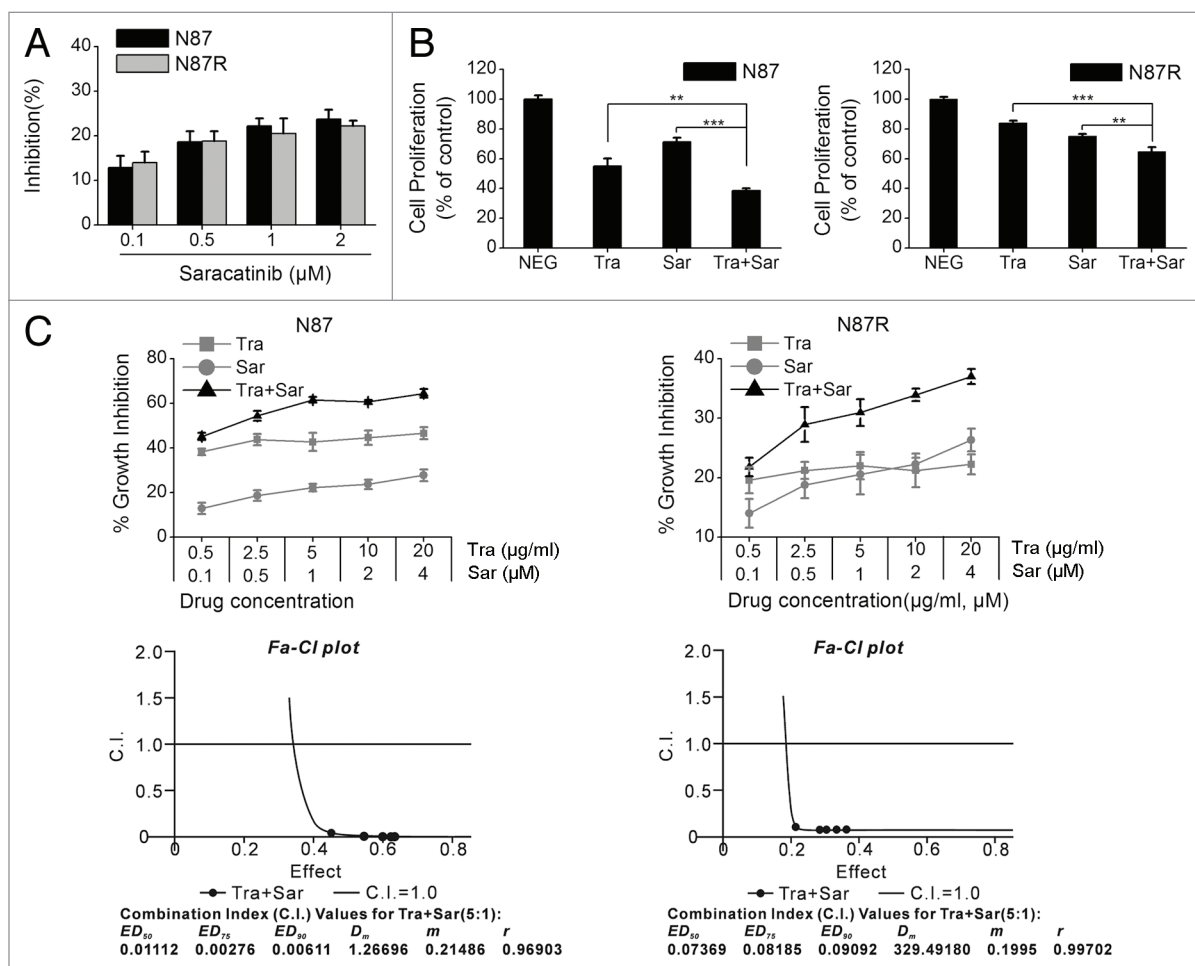 A
N87
N87R
Inhibition(%)
40
30
20
10
0
0.1 0.5 1 2
Saracatinib (µM)
B
N87
Cell Proliferation
(% of control)
120
100
80
60
40
20
0
**
***
NEG Tra Sar Tra+Sar
N87R
Cell Proliferation
(% of control)
120
100
80
60
40
20
0
***
**
NEG Tra Sar Tra+Sar
C
N87
Tra
Sar
Tra+Sar
% Growth Inhibition
80
60
40
20
0
0.5 2.5 5 10 20 Tra (µg/ml)
0.1 0.5 1 2 4 Sar (µM)
Drug concentration
N87R
Tra
Sar
Tra+Sar
% Growth Inhibition
40
30
20
10
0.5 2.5 5 10 20 Tra (µg/ml)
0.1 0.5 1 2 4 Sar (µM)
Drug concentration(µg/ml, µM)
Fa-CI plot
C.I.
2.0
1.5
1.0
0.5
0
0 0.2 0.4 0.6 0.8
Effect
Tra+Sar C.I.=1.0
Combination Index (C.I.) Values for Tra+Sar(5:1):
ED50 ED75 ED90 Dm m r
0.01112 0.00276 0.00611 1.26696 0.21486 0.96903
Fa-CI plot
C.I.
2.0
1.5
1.0
0.5
0
0 0.2 0.4 0.6 0.8
Effect
Tra+Sar C.I.=1.0
Combination Index (C.I.) Values for Tra+Sar(5:1):
ED50 ED75 ED90 Dm m r
0.07369 0.08185 0.09092 329.49180 0.1995 0.99702